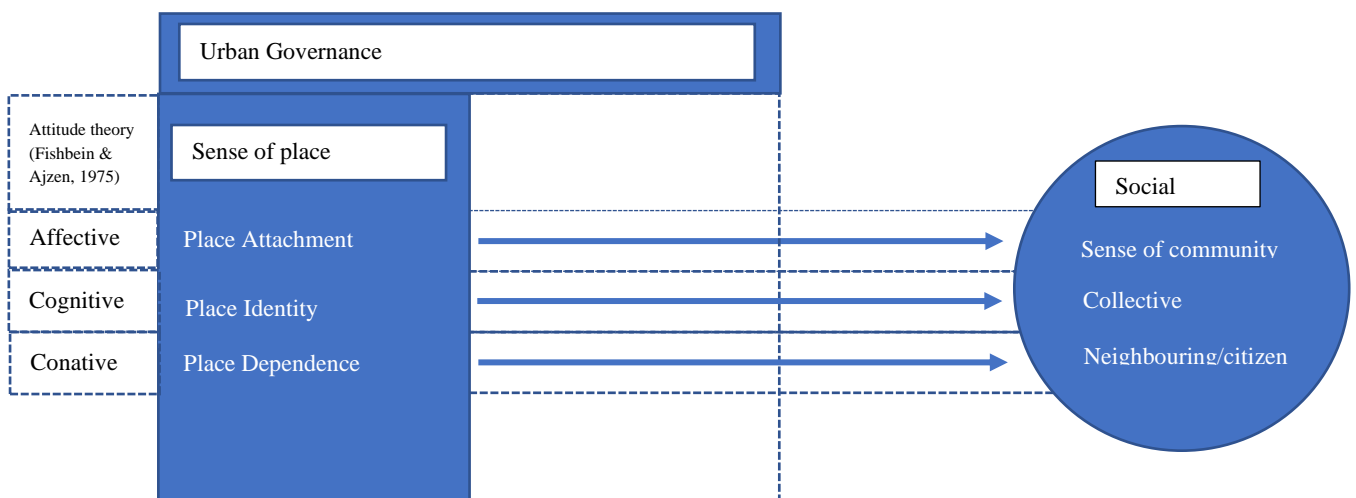 Urban Governance
Attitude theory
(Fishbein &
Ajzen, 1975)
Sense of place
Social
Affective
Place Attachment
Sense of community
Cognitive
Place Identity
Collective
Conative
Place Dependence
Neighbouring/citizen